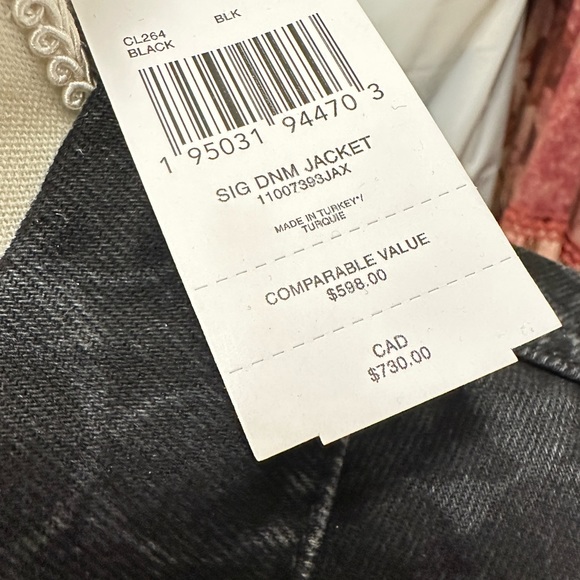 BLK
CL264
BLACK
1 95031 94470 3
SIG DNM JACKET
11007393JAX
MADE IN TURKEY*/
TURQUIE
COMPARABLE VALUE
$598.00
CAD
$730.00